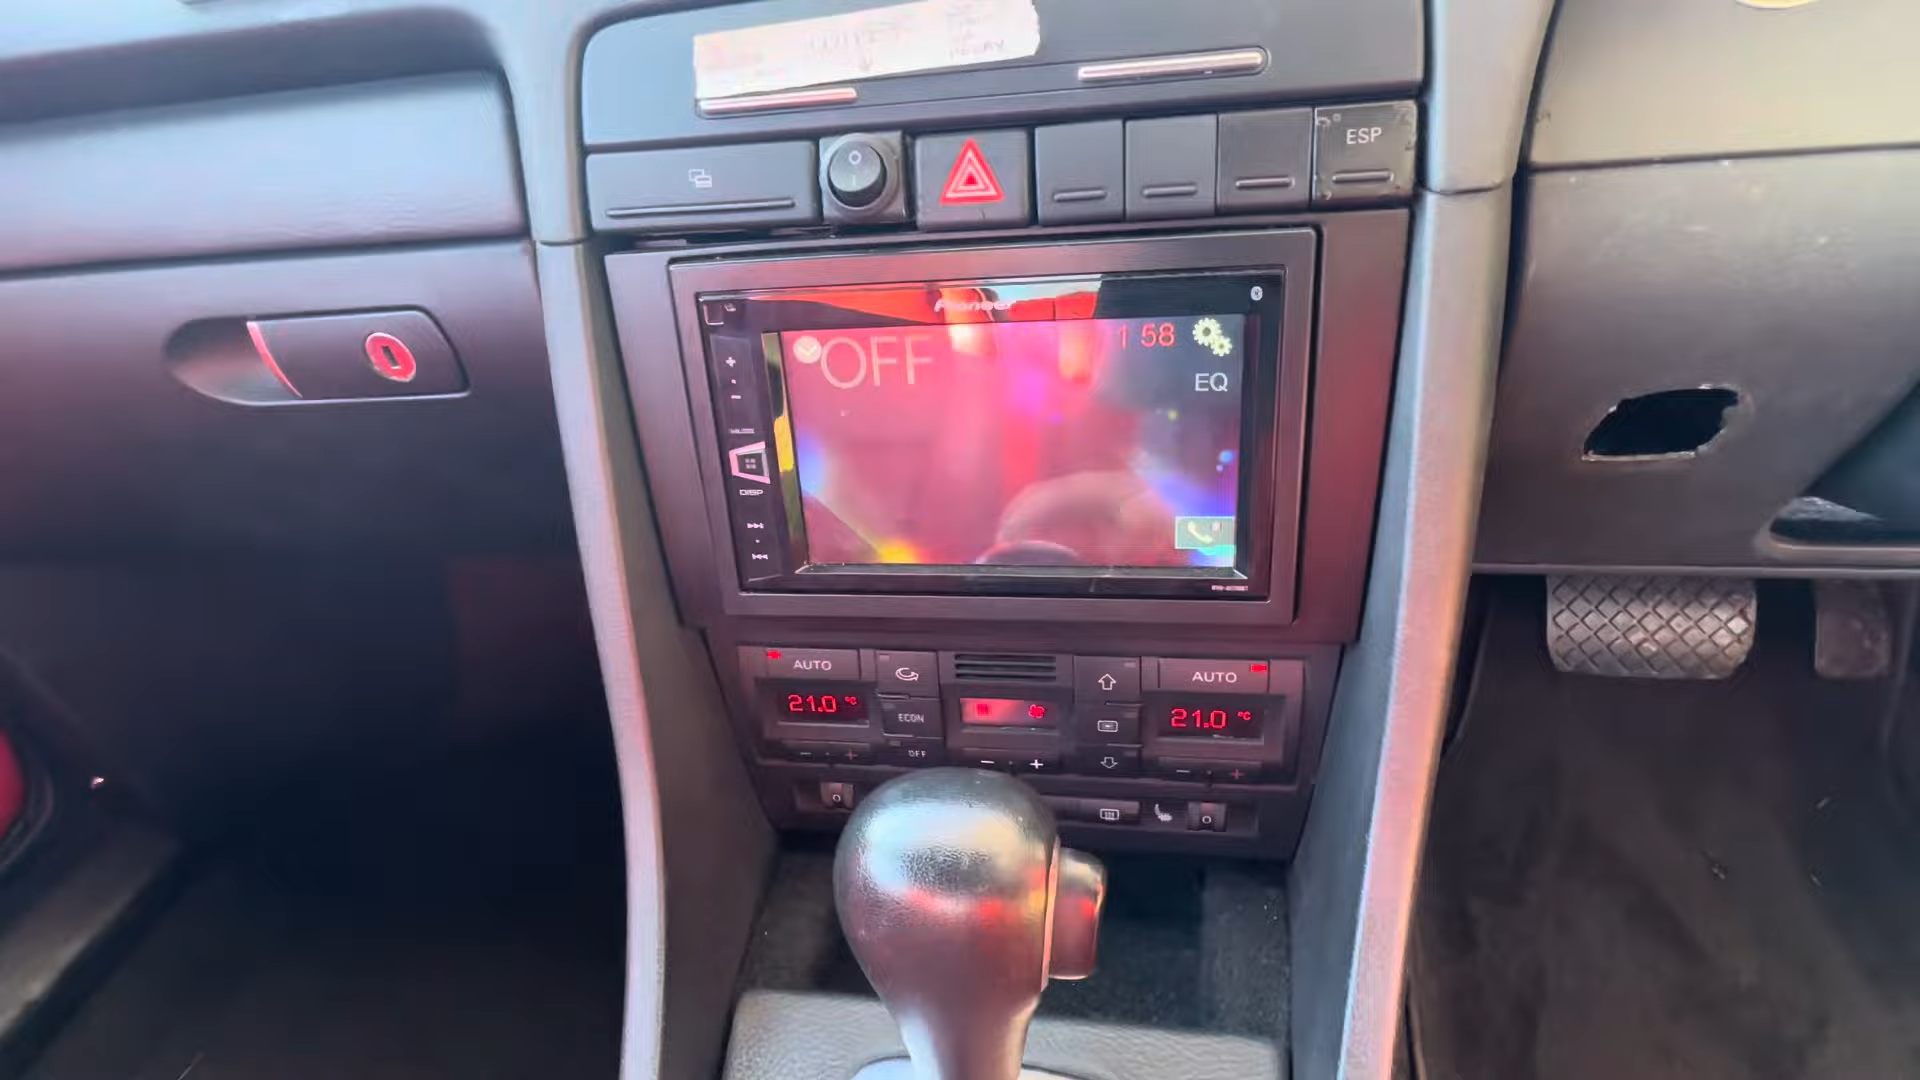 ESP
Pioneer
OFF
1 58
EQ
DISP
AUTO
AUTO
21.0 °C
21.0 °C
ECON
OFF